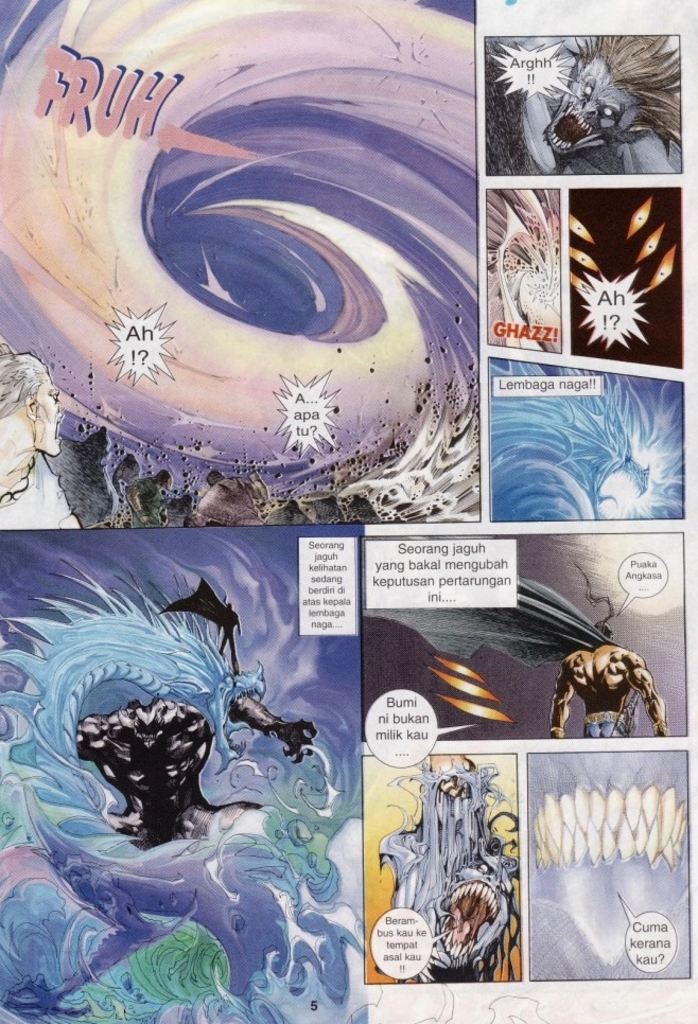 FRUH
Ah
!?
A...
apa
tu?
Arghh
!!
GHAZZ!
Ah
!?
Lembaga naga!!
Seorang
jaguh
kelihatan
sedang
berdiri di
atas kepala
lembaga
naga....
Seorang jaguh
yang bakal mengubah
keputusan pertarungan
ini....
Puaka
Angkasa
....
Bumi
ni bukan
milik kau
....
Beram-
bus kau ke
tempat
asal kau
!!
Cuma
kerana
kau?
5